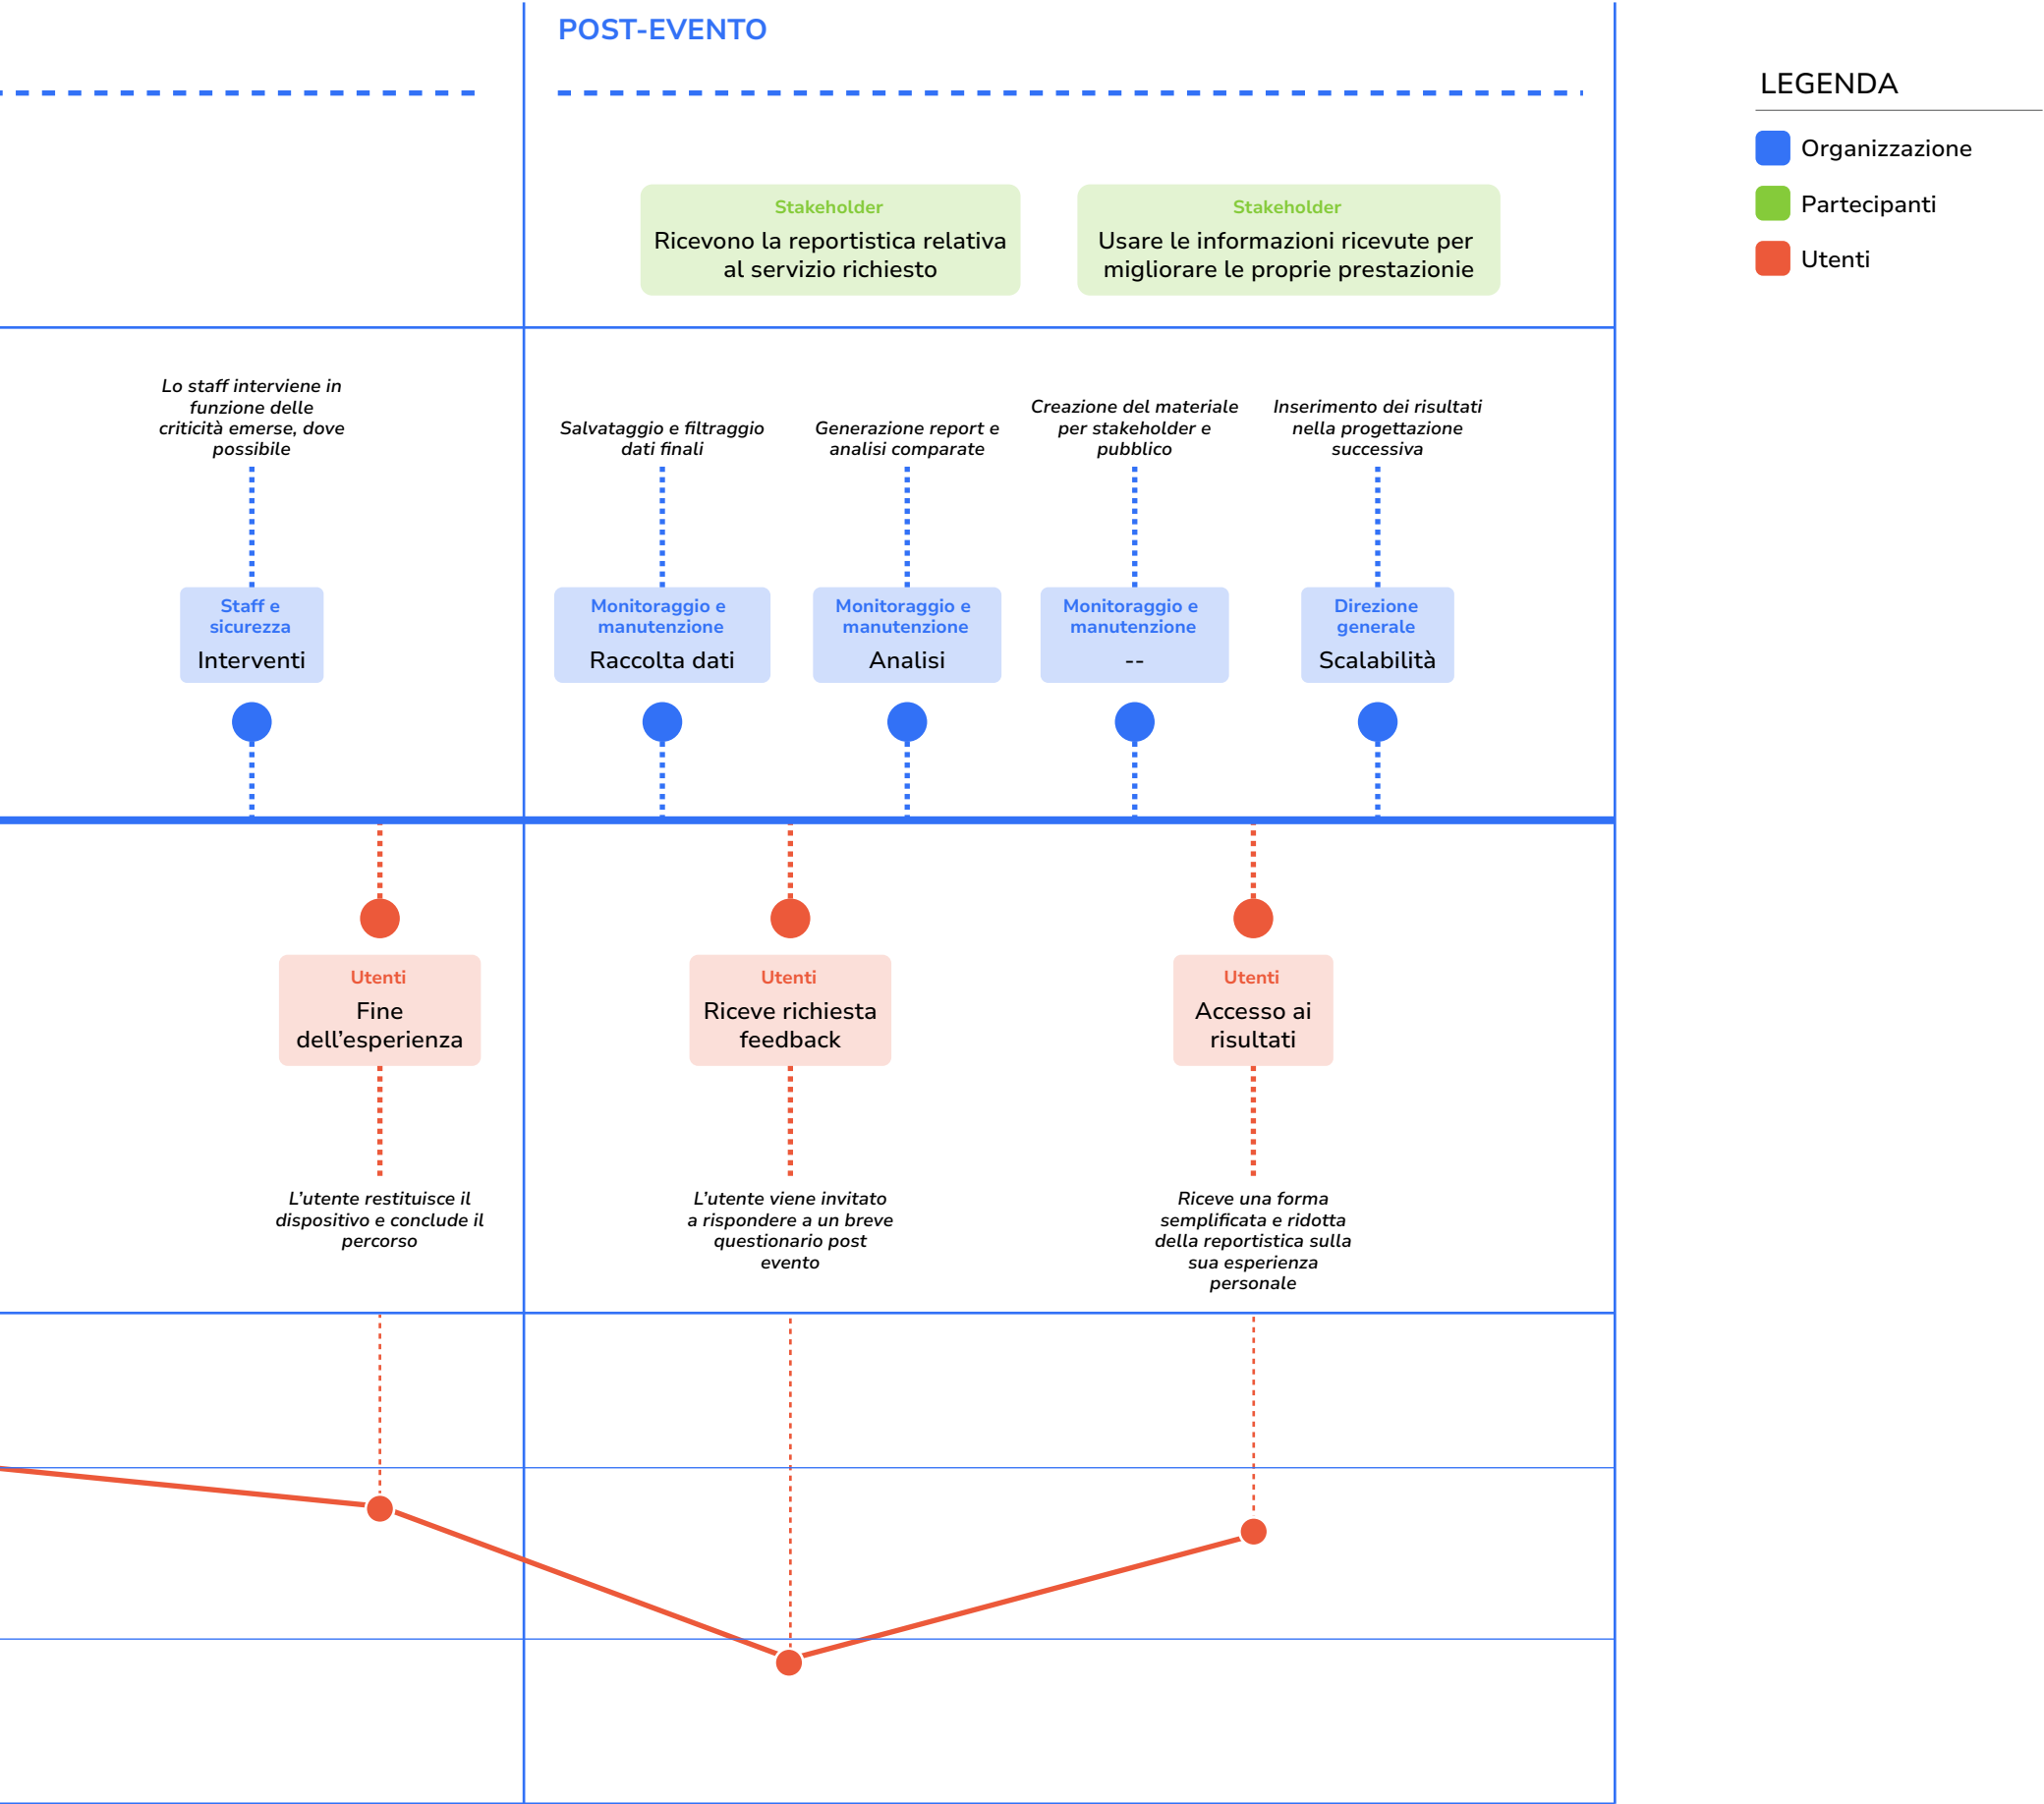 POST-EVENTO
LEGENDA
Organizzazione
Partecipanti
Utenti
Stakeholder
Ricevono la reportistica relativa
al servizio richiesto
Stakeholder
Usare le informazioni ricevute per
migliorare le proprie prestazionie
Lo staff interviene in
funzione delle
criticità emerse, dove
possibile
Salvataggio e filtraggio
dati finali
Generazione report e
analisi comparate
Creazione del materiale
per stakeholder e
pubblico
Inserimento dei risultati
nella progettazione
successiva
Staff e
sicurezza
Interventi
Monitoraggio e
manutenzione
Raccolta dati
Monitoraggio e
manutenzione
Analisi
Monitoraggio e
manutenzione
--
Direzione
generale
Scalabilità
Utenti
Fine
dell’esperienza
Utenti
Riceve richiesta
feedback
Utenti
Accesso ai
risultati
L’utente restituisce il
dispositivo e conclude il
percorso
L’utente viene invitato
a rispondere a un breve
questionario post
evento
Riceve una forma
semplificata e ridotta
della reportistica sulla
sua esperienza
personale